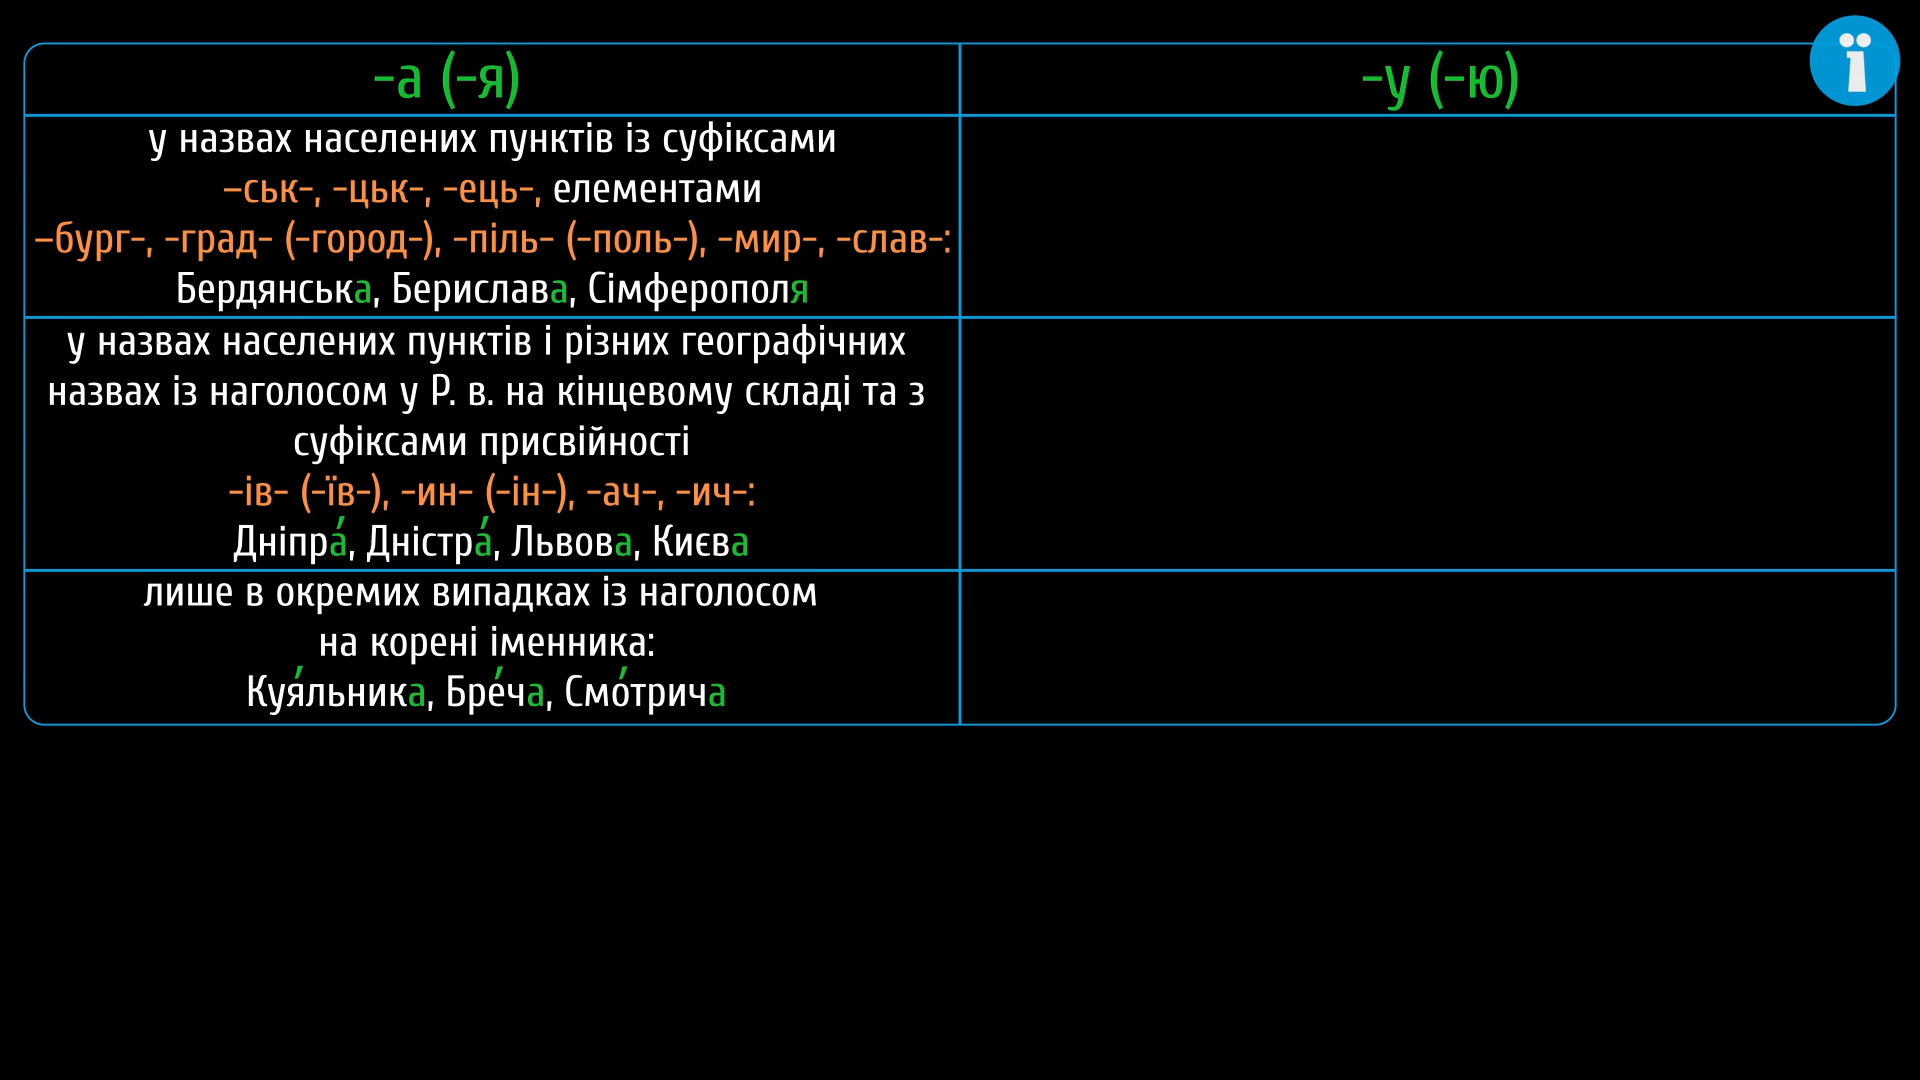 -а (-я)
-у (-ю)
ї
у назвах населених пунктів із суфіксами
–ськ-, -цьк-, -ець-, елементами
–бург-, -град- (-город-), -піль- (-поль-), -мир-, -слав-:
Бердянська, Берислава, Сімферополя
у назвах населених пунктів і різних географічних
назвах із наголосом у Р. в. на кінцевому складі та з
суфіксами присвійності
-ів- (-їв-), -ин- (-ін-), -ач-, -ич-:
Дніпра́, Дністра́, Львова, Києва
лише в окремих випадках із наголосом
на корені іменника:
Куя́льника, Бре́ча, Смо́трича